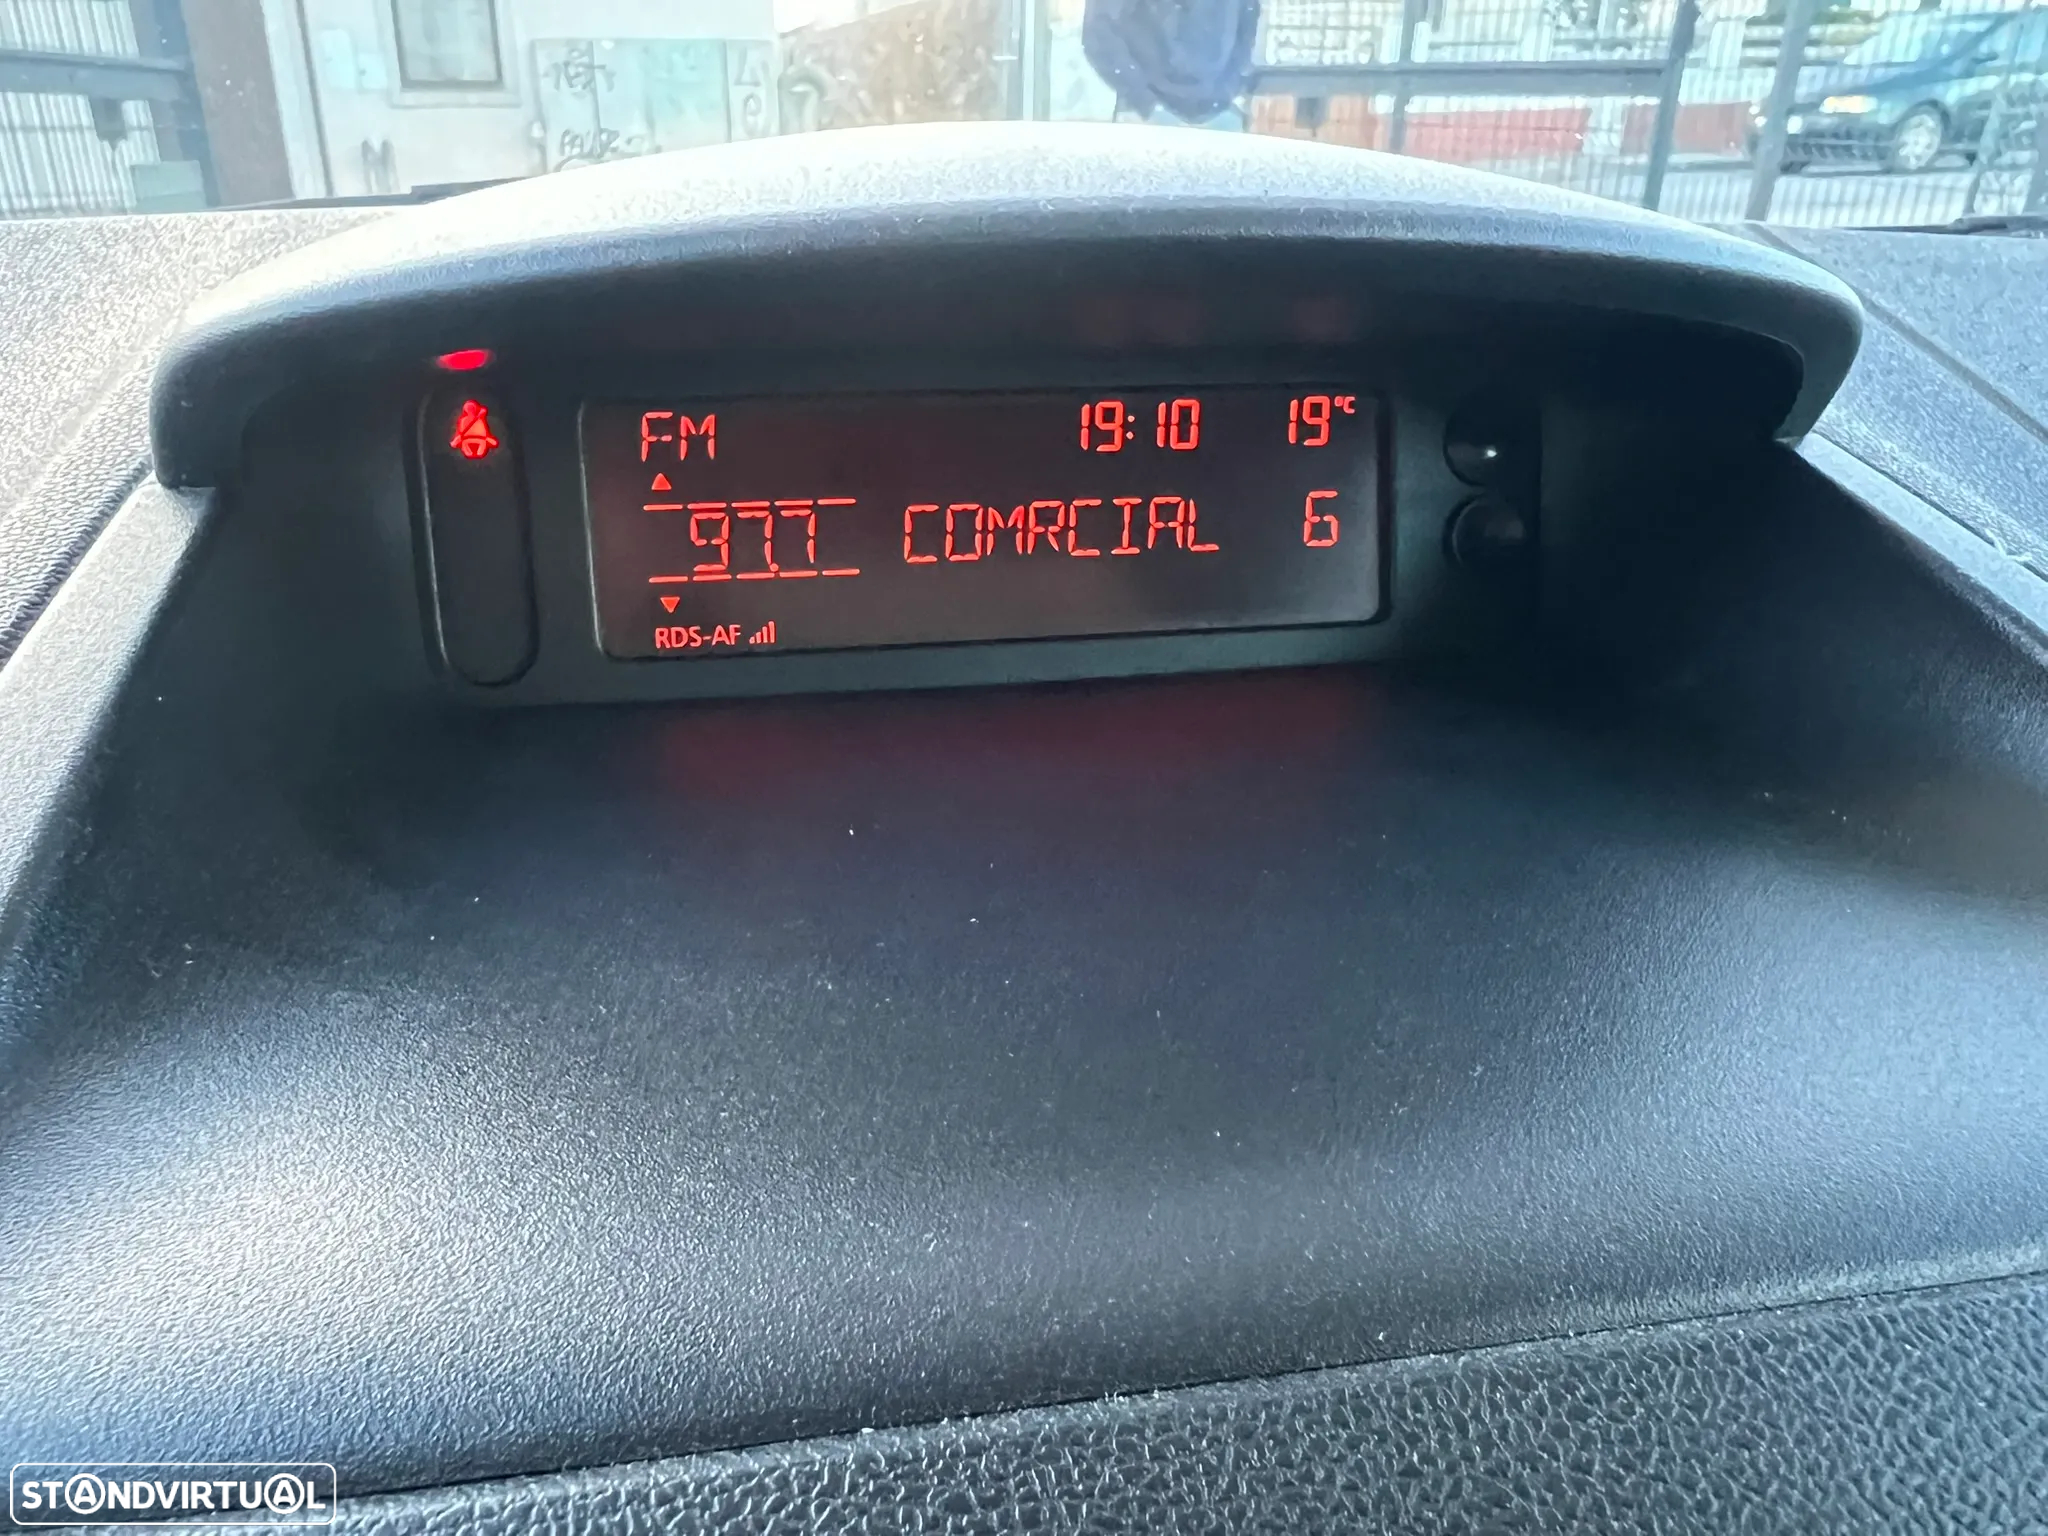 FM 19:10 19°C
97.7 COMRCIAL 6
RDS-AF
STANDVIRTUAL